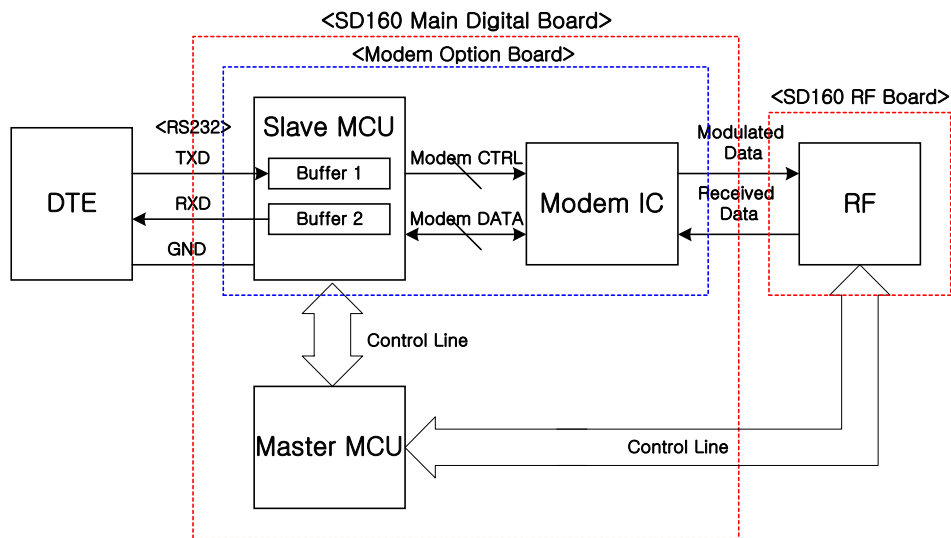 <SD160 Main Digital Board>
<Modem Option Board>
<SD160 RF Board>
<RS232>
Slave MCU
TXD
Buffer 1
Modem CTRL
Modulated
Data
DTE
RXD
Buffer 2
Modem DATA
Modem IC
Received
Data
RF
GND
Control Line
Master MCU
Control Line